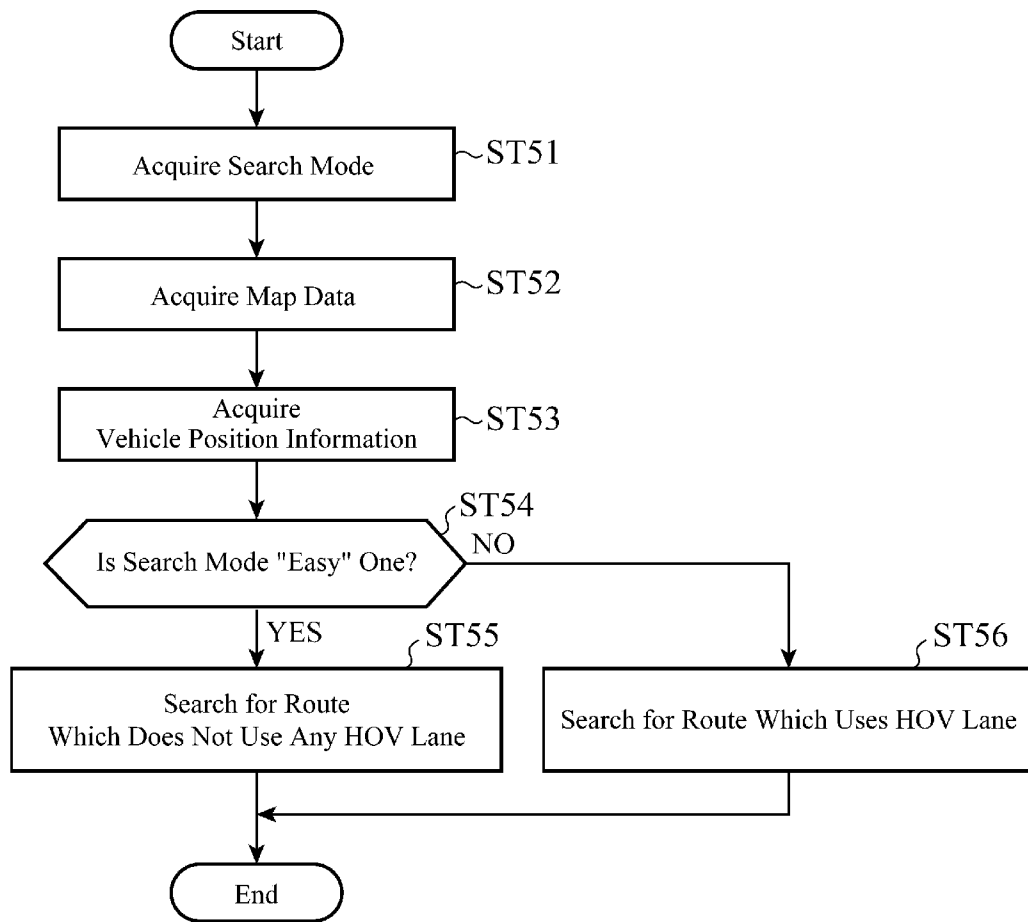 Start
Acquire Search Mode
ST51
Acquire Map Data
ST52
Acquire
Vehicle Position Information
ST53
ST54
Is Search Mode "Easy" One?
NO
YES
ST55
ST56
Search for Route
Which Does Not Use Any HOV Lane
Search for Route Which Uses HOV Lane
End